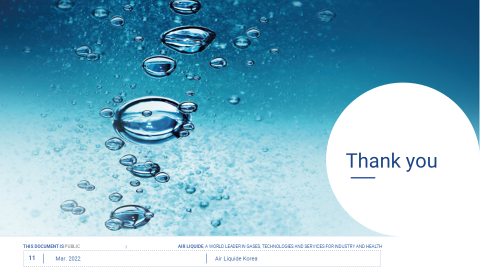 Thank you
THIS DOCUMENT IS PUBLIC
AIR LIQUIDE, A WORLD LEADER IN GASES, TECHNOLOGIES AND SERVICES FOR INDUSTRY AND HEALTH
11 Mar. 2022 Air Liquide Korea